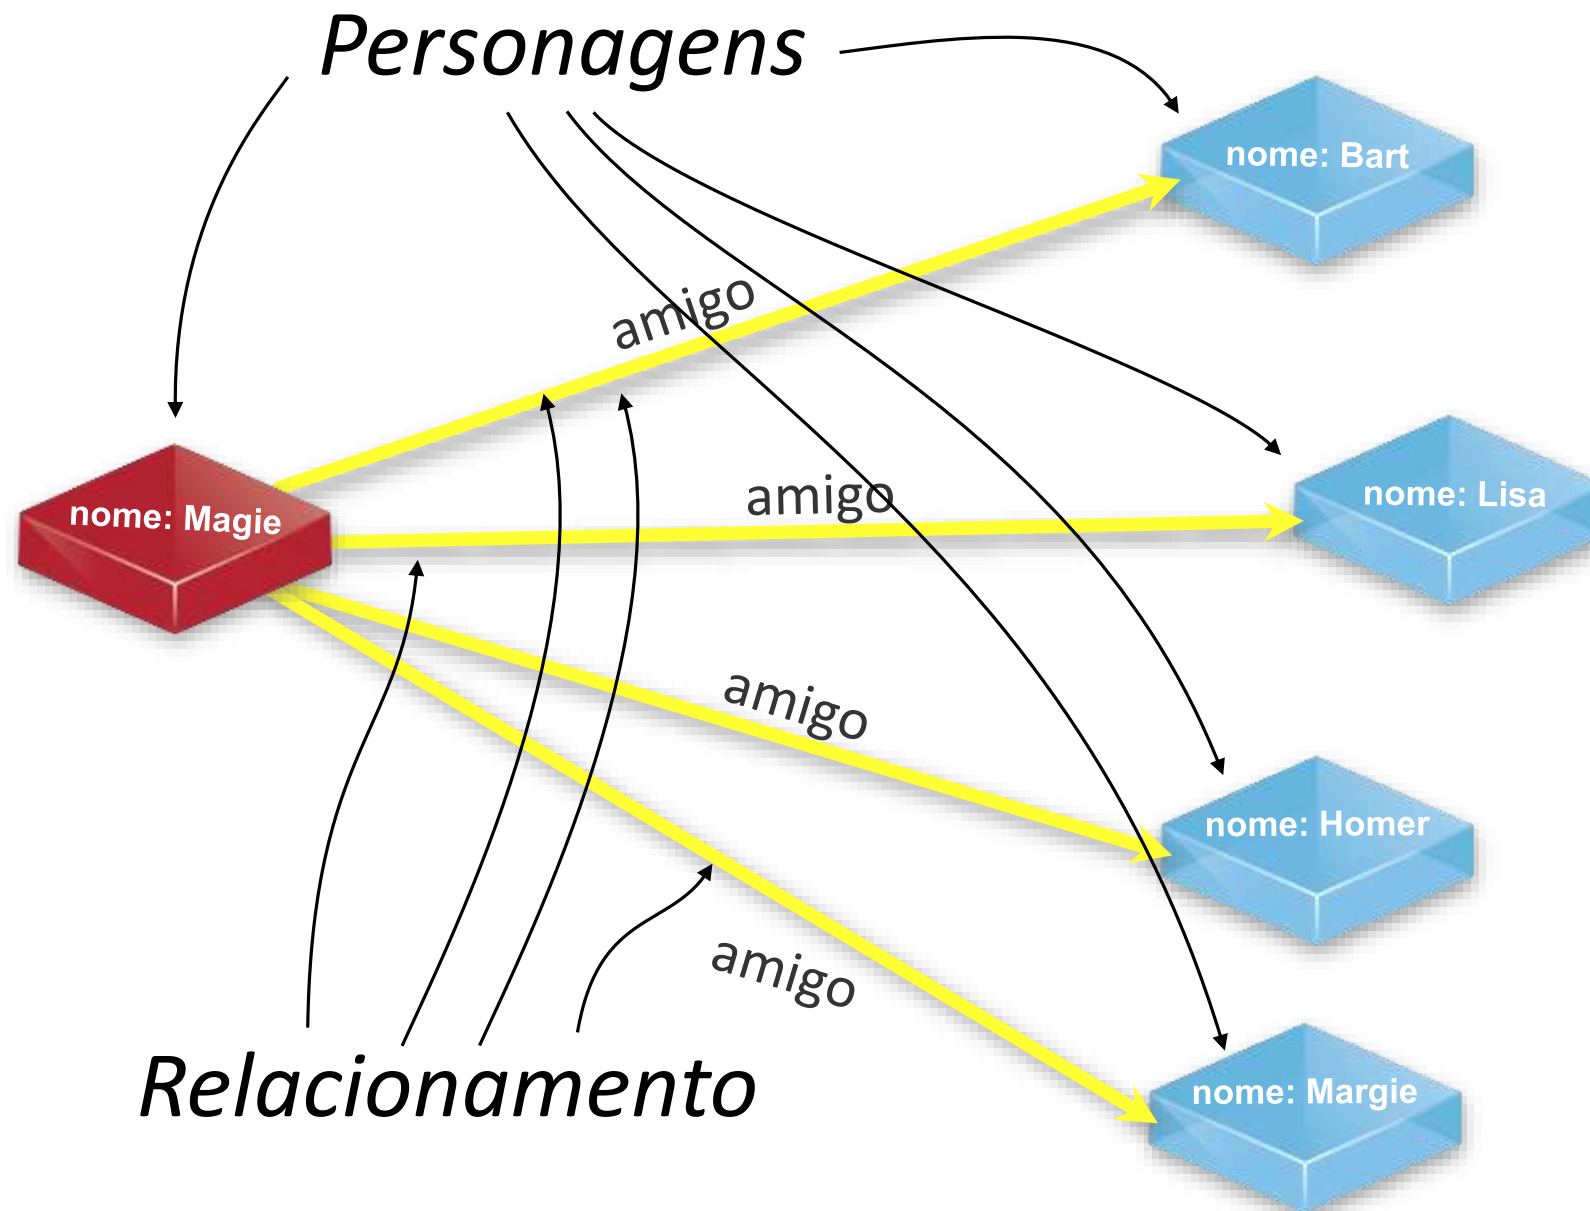 Personagens
nome: Bart
amigo
nome: Magie
amigo
nome: Lisa
amigo
nome: Homer
amigo
Relacionamento
nome: Margie